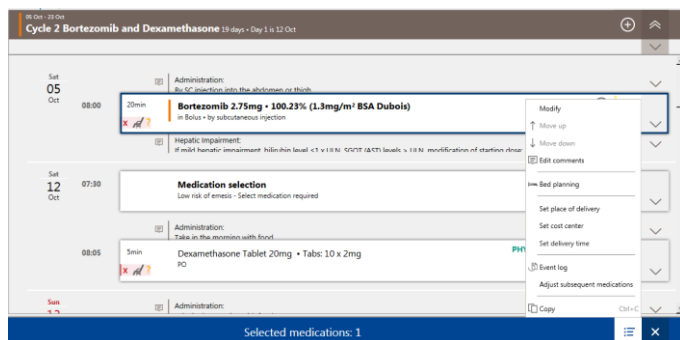 05 Oct - 23 Oct
Cycle 2 Bortezomib and Dexamethasone 19 days • Day 1 is 12 Oct
Sat
05
Oct
Administration:
By SC injection into the abdomen or thigh
08:00
20min
Bortezomib 2.75mg • 100.23% (1.3mg/m² BSA Dubois)
in Bolus • by subcutaneous injection
x ?
Hepatic Impairment:
If mild hepatic impairment, bilirubin level <1 x ULN, SGOT (AST) levels > ULN, modification of starting dose:
Sat
12
Oct
07:30
Medication selection
Low risk of emesis - Select medication required
Administration:
Take in the morning with food
08:05
5min
Dexamethasone Tablet 20mg • Tabs: 10 x 2mg
PO
PHY
x ?
Sun
Administration:
Modify
Move up
Move down
Edit comments
Bed planning
Set place of delivery
Set cost center
Set delivery time
Event log
Adjust subsequent medications
Copy Ctrl+C
Selected medications: 1